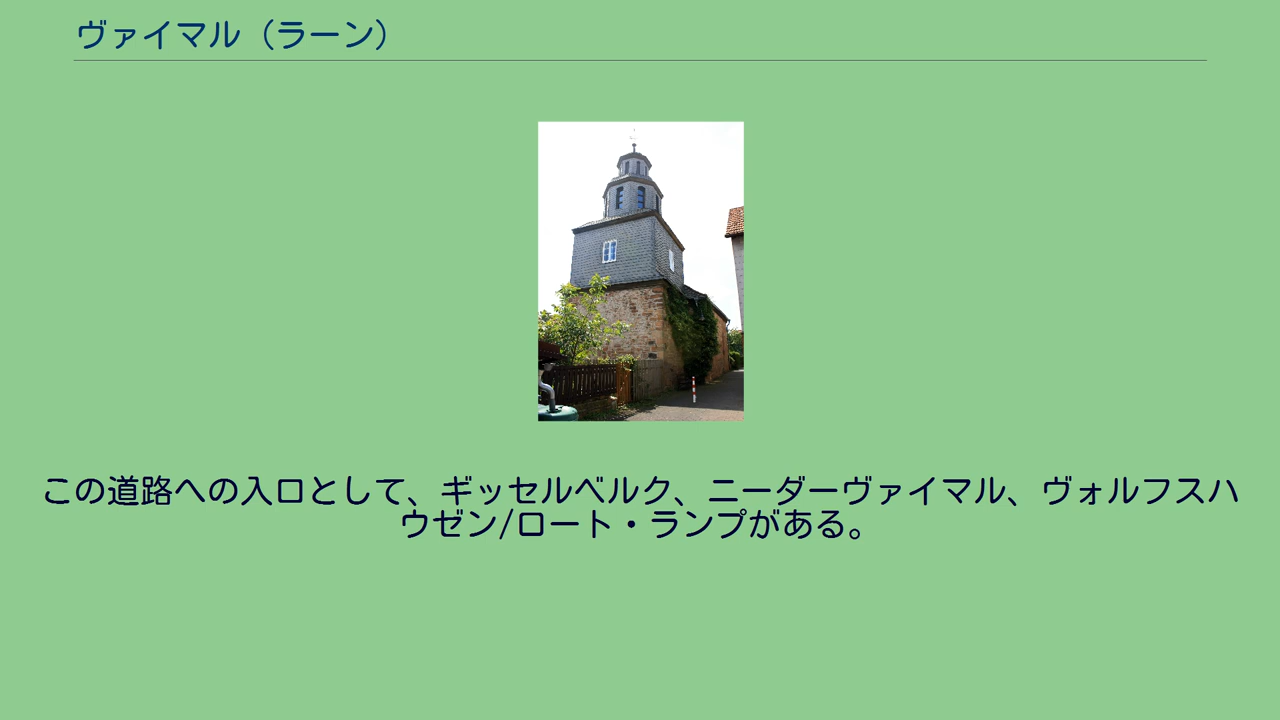 ヴァイマル（ラーン）
この道路への入口として、ギッセルベルク、ニーダーヴァイマル、ヴォルフスハ
ウゼン/ロート・ランプがある。